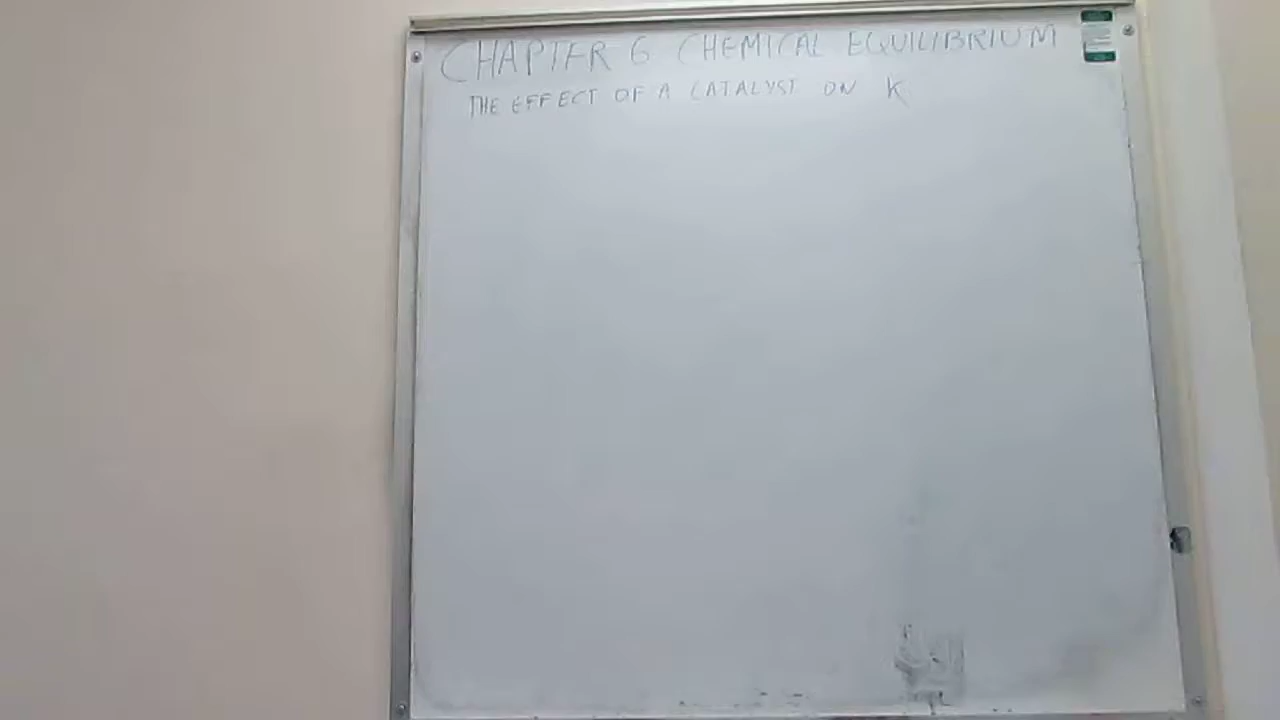 CHAPTER 6 CHEMICAL EQUILIBRIUM
THE EFFECT OF A CATALYST ON K